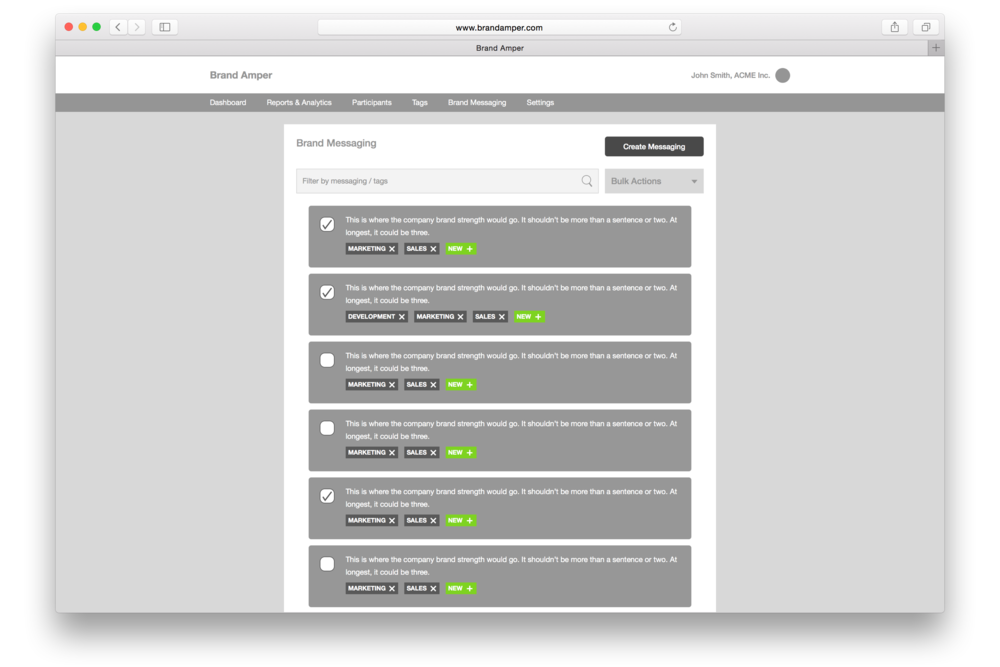 www.brandamper.com
Brand Amper
Brand Amper
John Smith, ACME Inc.
Dashboard Reports & Analytics Participants Tags Brand Messaging Settings
Brand Messaging
Create Messaging
Filter by messaging / tags
Bulk Actions
This is where the company brand strength would go. It shouldn't be more than a sentence or two. At
longest, it could be three.
MARKETING SALES NEW +
This is where the company brand strength would go. It shouldn't be more than a sentence or two. At
longest, it could be three.
DEVELOPMENT MARKETING SALES NEW +
This is where the company brand strength would go. It shouldn't be more than a sentence or two. At
longest, it could be three.
MARKETING SALES NEW +
This is where the company brand strength would go. It shouldn't be more than a sentence or two. At
longest, it could be three.
MARKETING SALES NEW +
This is where the company brand strength would go. It shouldn't be more than a sentence or two. At
longest, it could be three.
MARKETING SALES NEW +
This is where the company brand strength would go. It shouldn't be more than a sentence or two. At
longest, it could be three.
MARKETING SALES NEW +